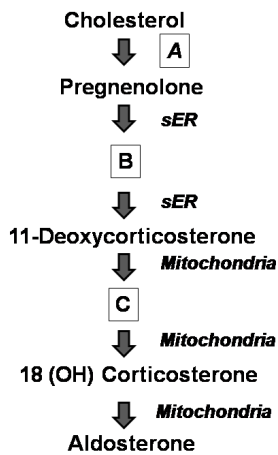 Cholesterol
A
Pregnenolone
sER
B
sER
11-Deoxycorticosterone
Mitochondria
C
Mitochondria
18 (OH) Corticosterone
Mitochondria
Aldosterone